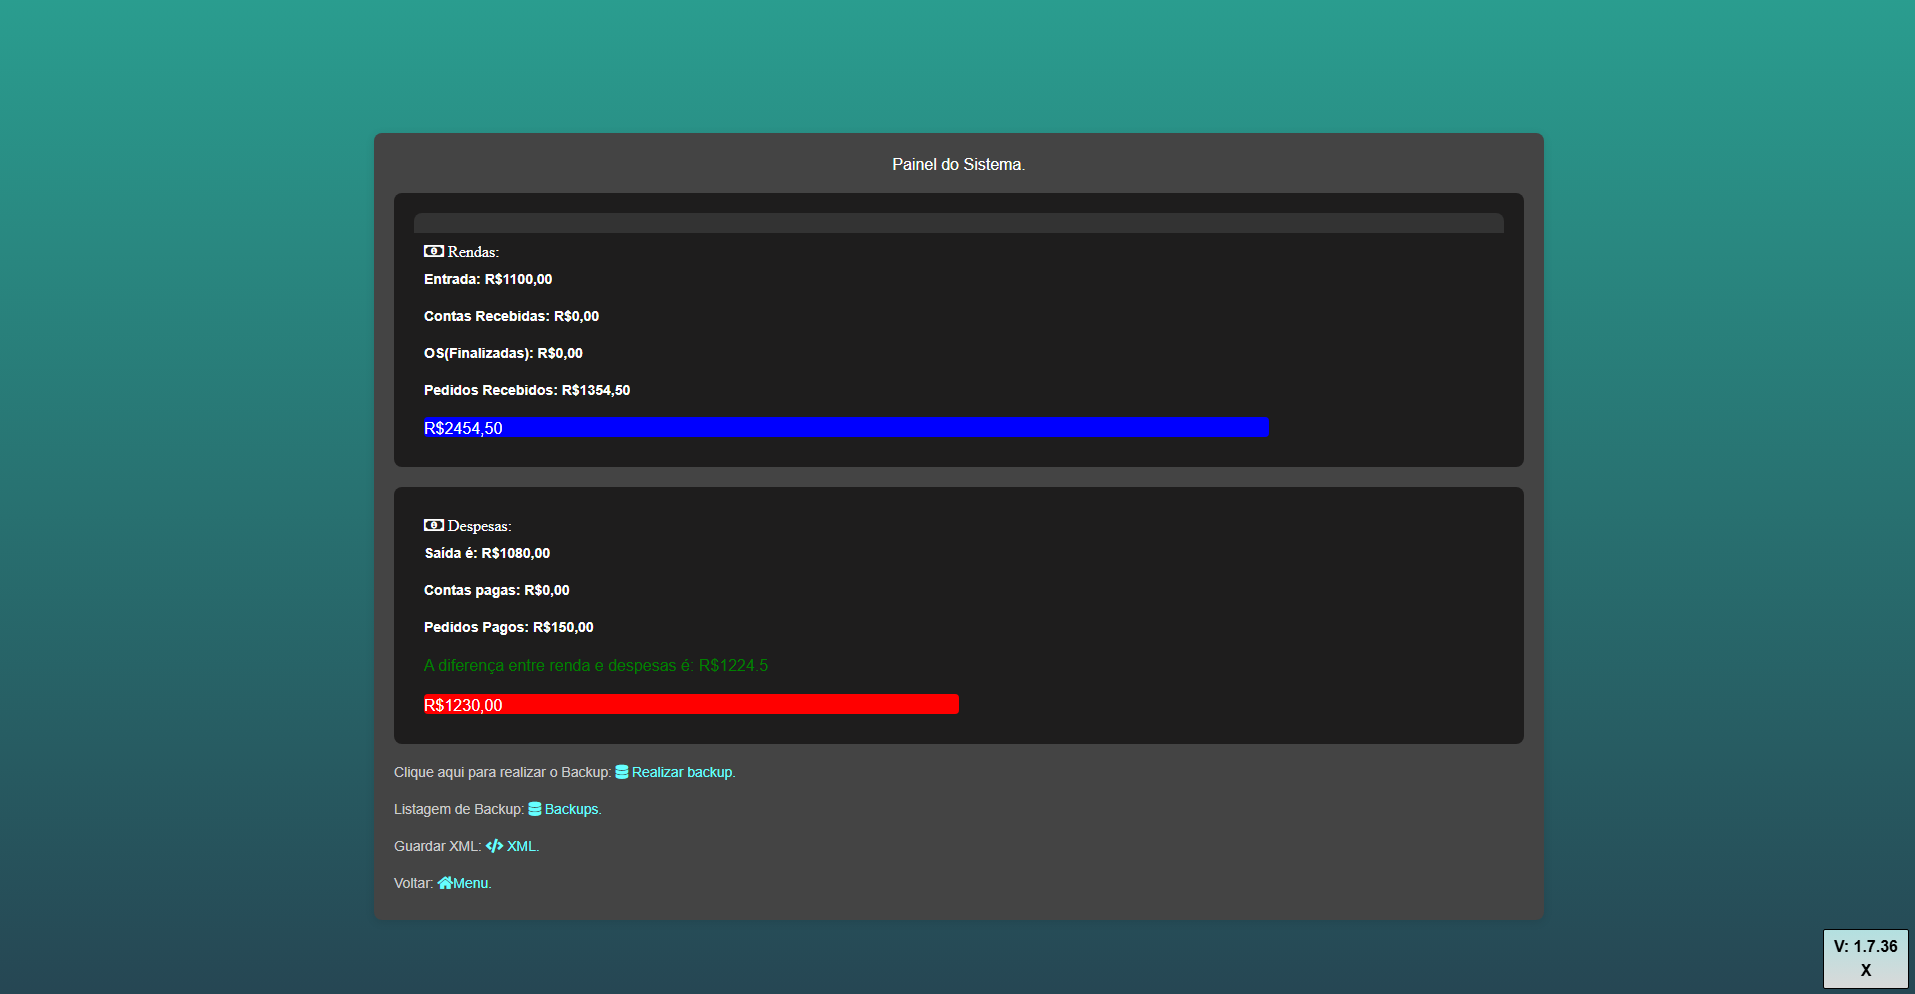 Painel do Sistema.
Rendas:
Entrada: R$1100,00
Contas Recebidas: R$0,00
OS(Finalizadas): R$0,00
Pedidos Recebidos: R$1354,50
R$2454,50
Despesas:
Saída é: R$1080,00
Contas pagas: R$0,00
Pedidos Pagos: R$150,00
A diferença entre renda e despesas é: R$1224.5
R$1230,00
Clique aqui para realizar o Backup: Realizar backup.
Listagem de Backup: Backups.
Guardar XML: XML.
Voltar: Menu.
V: 1.7.36
X